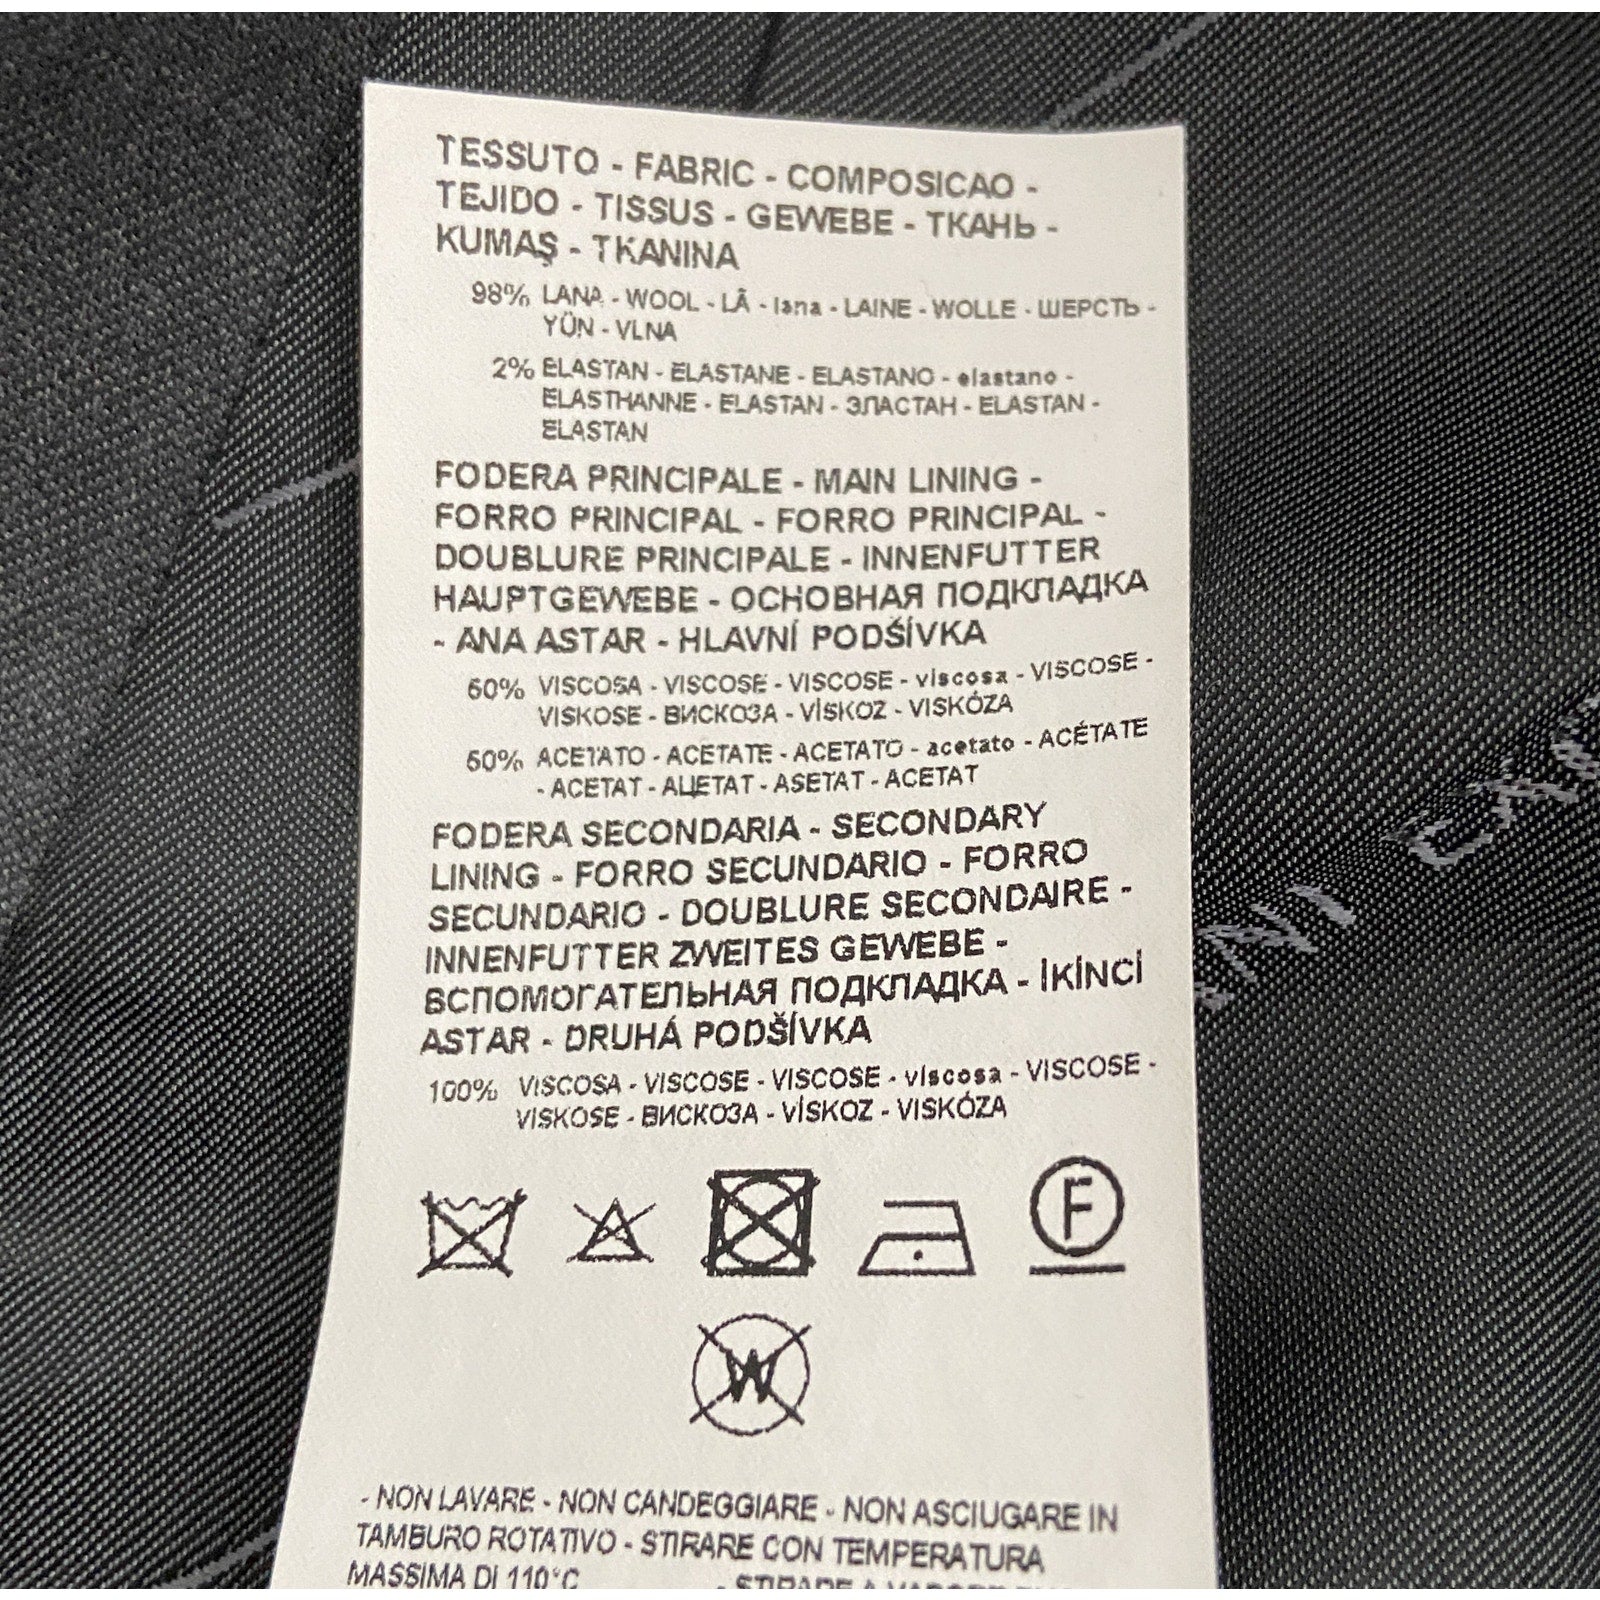 TESSUTO - FABRIC - COMPOSICAO -
TEJIDO - TISSUS - GEWEBE - ТКАНЬ -
KUMAŞ - TKANINA
98% LANA - WOOL - LÃ - lana - LAINE - WOLLE - ШЕРСТЬ -
YÜN - VLNA
2% ELASTAN - ELASTANE - ELASTANO - elastano -
ELASTHANNE - ELASTAN - ЭЛАСТАН - ELASTAN -
ELASTAN
FODERA PRINCIPALE - MAIN LINING -
FORRO PRINCIPAL - FORRO PRINCIPAL -
DOUBLURE PRINCIPALE - INNENFUTTER
HAUPTGEWEBE - ОСНОВНАЯ ПОДКЛАДКА
- ANA ASTAR - HLAVNÍ PODŠÍVKA
VISCOSA - VISCOSE - VISCOSE - viscosa - VISCOSE -
VISKOSE - ВИСКОЗА - VİSKOZ - VISKÓZA
ACETATO - ACETATE - ACETATO - acetato - ACÉTATE
- ACETAT - АЦЕТАТ - ASETAT - ACETAT
FODERA SECONDARIA - SECONDARY
LINING - FORRO SECUNDARIO - FORRO
SECUNDARIO - DOUBLURE SECONDAIRE -
INNENFUTTER ZWEITES GEWEBE -
ВСПОМОГАТЕЛЬНАЯ ПОДКЛАДКА - İKİNCİ
ASTAR - DRUHÁ PODŠÍVKA
100% VISCOSA - VISCOSE - VISCOSE - viscosa - VISCOSE -
VISKOSE - ВИСКОЗА - VİSKOZ - VISKÓZA
F
W
- NON LAVARE - NON CANDEGGIARE - NON ASCIUGARE IN
TAMBURO ROTATIVO - STIRARE CON TEMPERATURA
MASSIMA DI 110°C